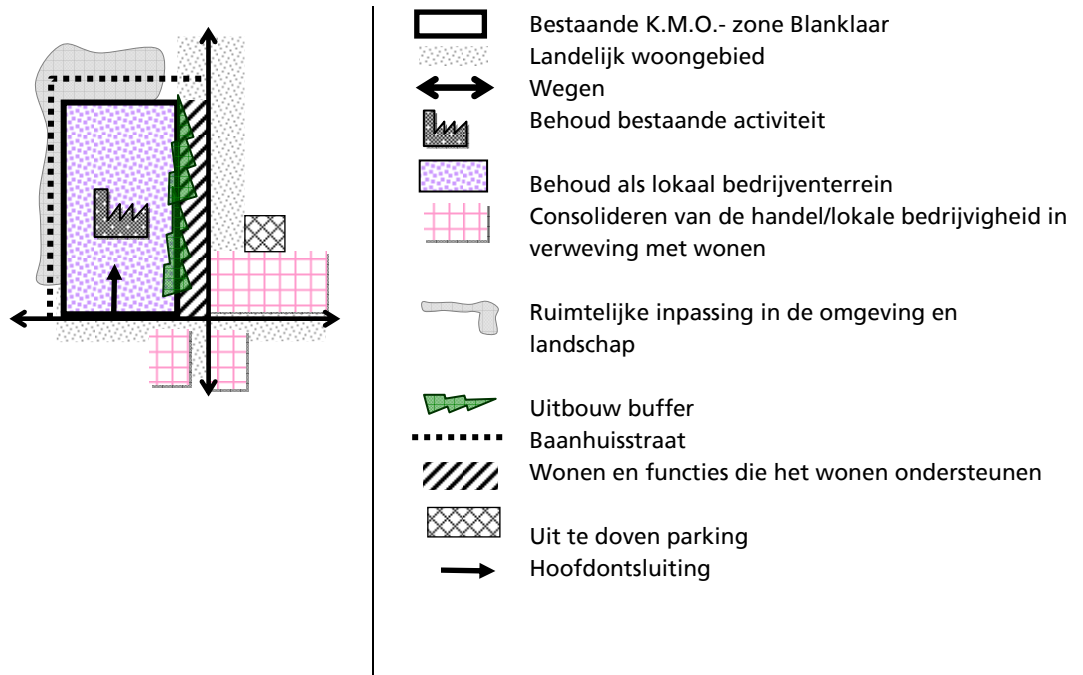 Bestaande K.M.O.- zone Blanklaar
Landelijk woongebied
Wegen
Behoud bestaande activiteit
Behoud als lokaal bedrijventerrein
Consolideren van de handel/lokale bedrijvigheid in
verweving met wonen
Ruimtelijke inpassing in de omgeving en
landschap
Uitbouw buffer
Baanhuisstraat
Wonen en functies die het wonen ondersteunen
Uit te doven parking
Hoofdontsluiting